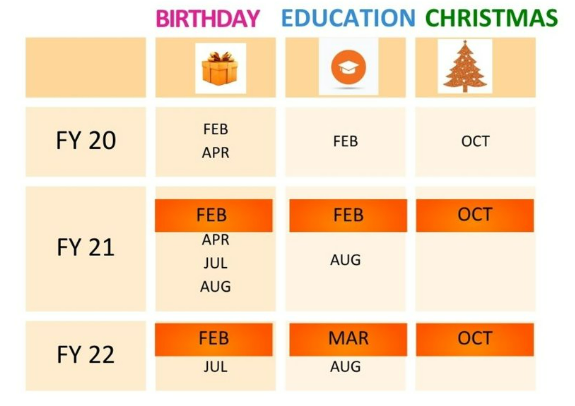 BIRTHDAY EDUCATION CHRISTMAS
FY 20
FEB
APR
FEB
OCT
FY 21
FEB
APR
JUL
AUG
FEB
AUG
OCT
FY 22
FEB
JUL
MAR
AUG
OCT